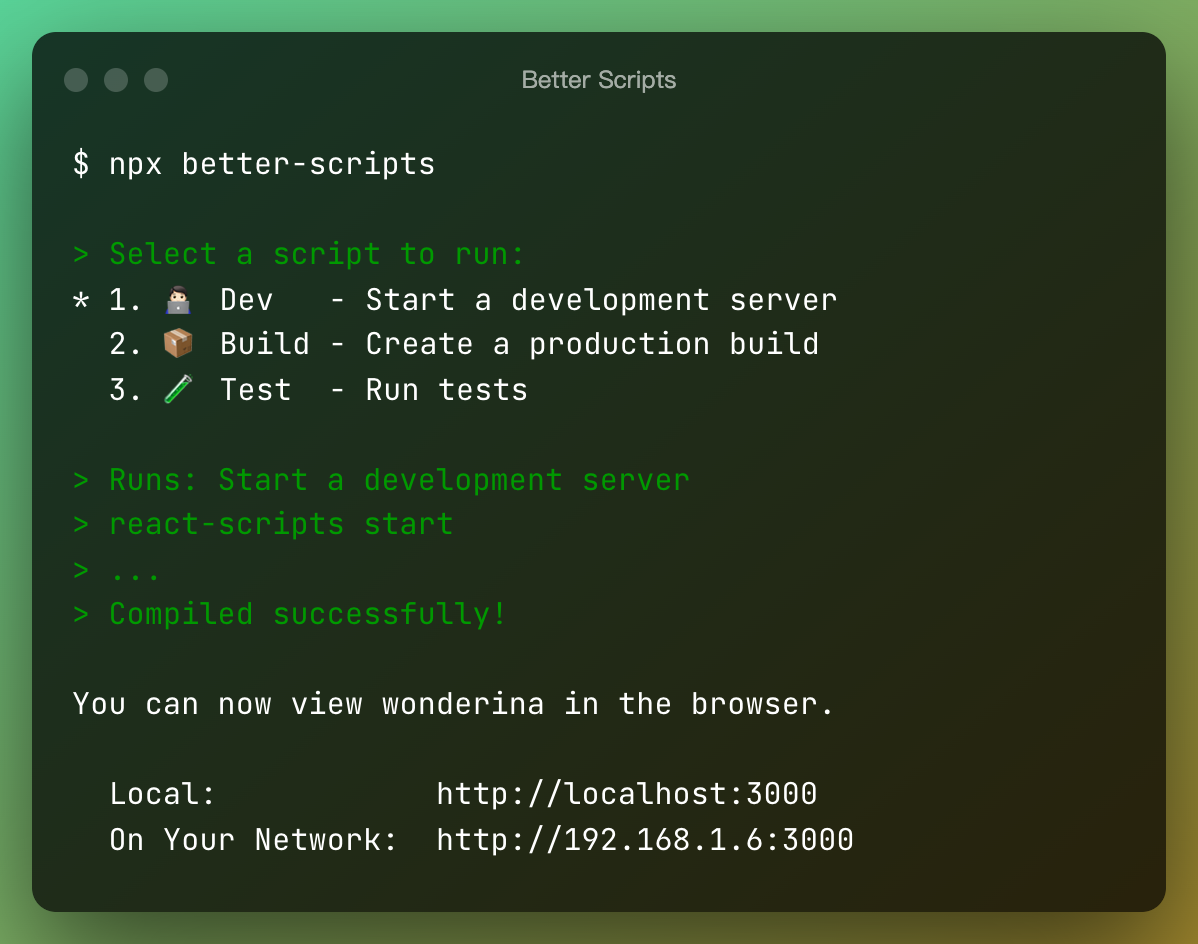 Better Scripts
$ npx better-scripts
> Select a script to run:
* 1. 👩🏻‍💻 Dev   - Start a development server
  2. 📦 Build - Create a production build
  3. 🧪 Test  - Run tests
> Runs: Start a development server
> react-scripts start
> ...
> Compiled successfully!
You can now view wonderina in the browser.
  Local:            http://localhost:3000
  On Your Network:  http://192.168.1.6:3000